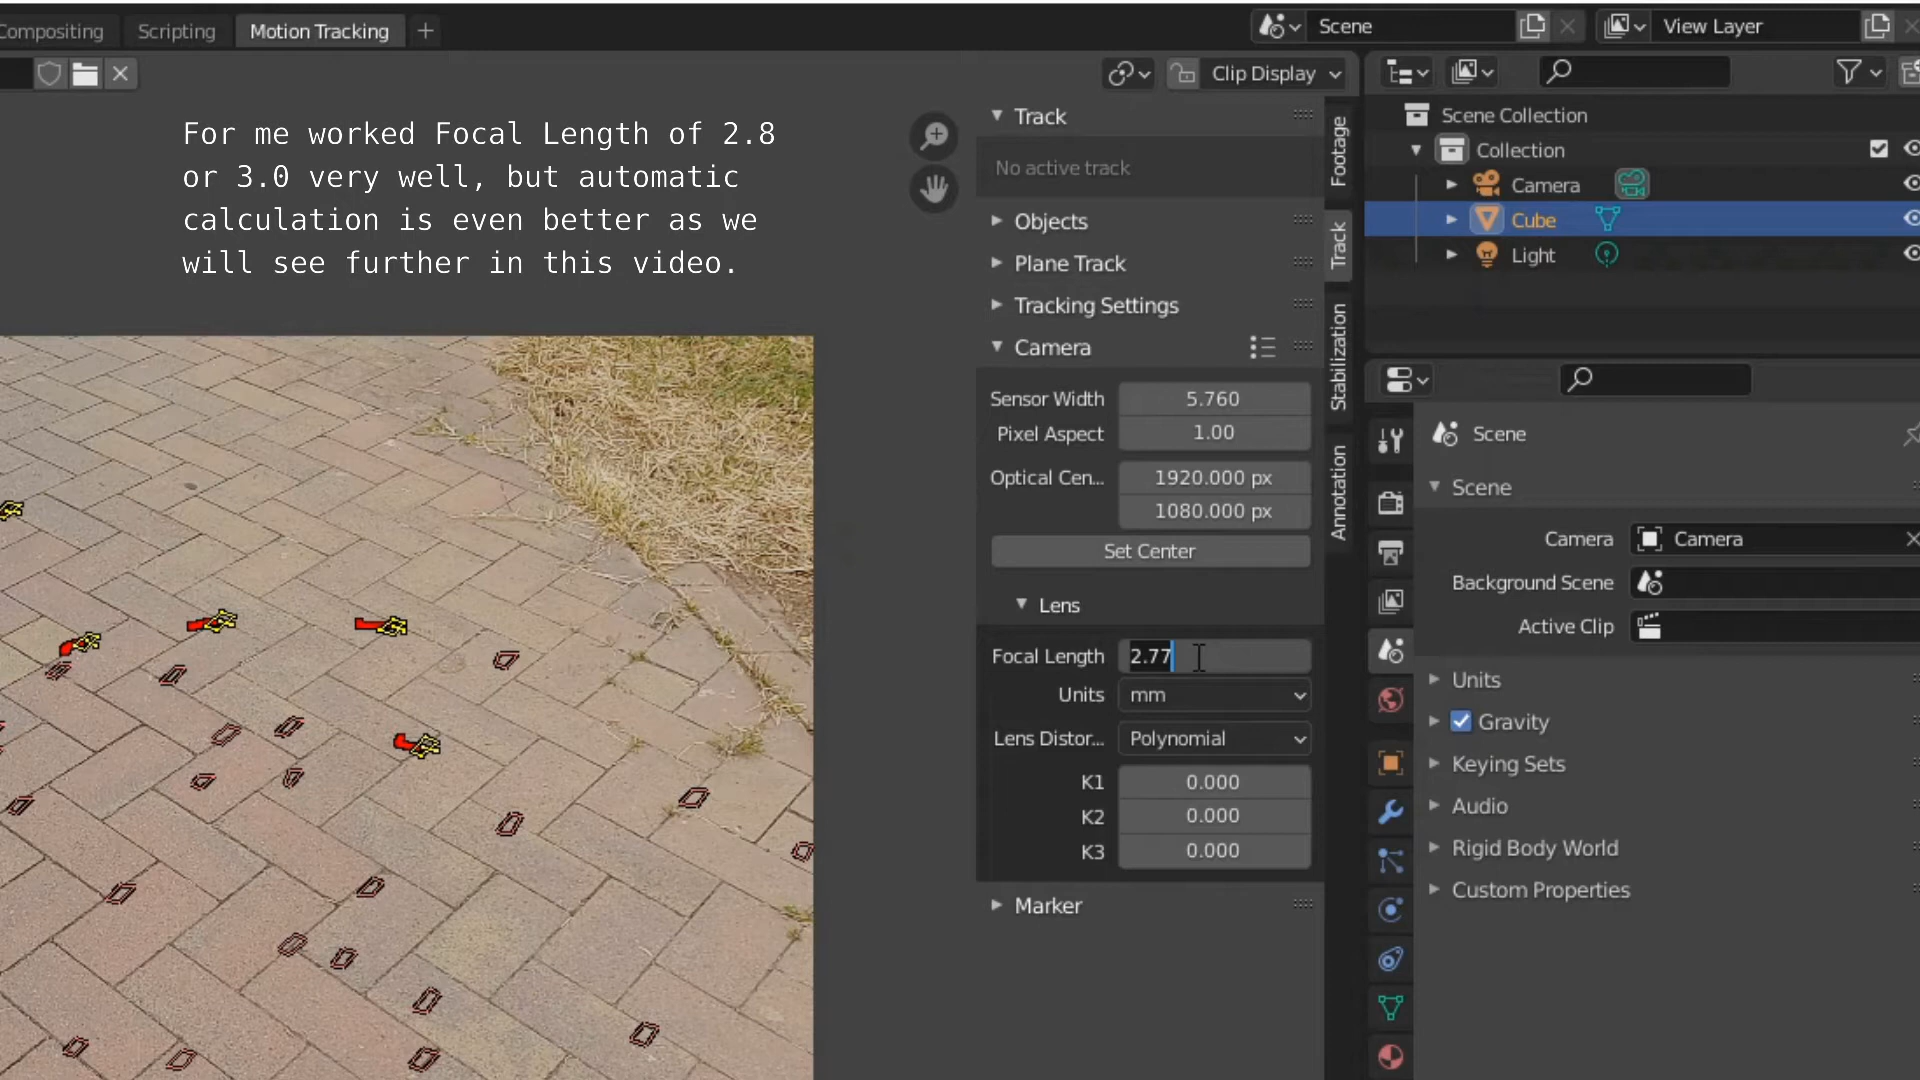 Compositing
Scripting
Motion Tracking
+
Scene
View Layer
Clip Display
For me worked Focal Length of 2.8
or 3.0 very well, but automatic
calculation is even better as we
will see further in this video.
Track
No active track
Objects
Plane Track
Tracking Settings
Camera
Sensor Width 5.760
Pixel Aspect 1.00
Optical Cen... 1920.000 px
1080.000 px
Set Center
Lens
Focal Length 2.77
Units mm
Lens Distor... Polynomial
K1 0.000
K2 0.000
K3 0.000
Marker
Footage
Track
Stabilization
Annotation
Scene Collection
Collection
Camera
Cube
Light
Scene
Scene
Camera Camera
Background Scene
Active Clip
Units
Gravity
Keying Sets
Audio
Rigid Body World
Custom Properties